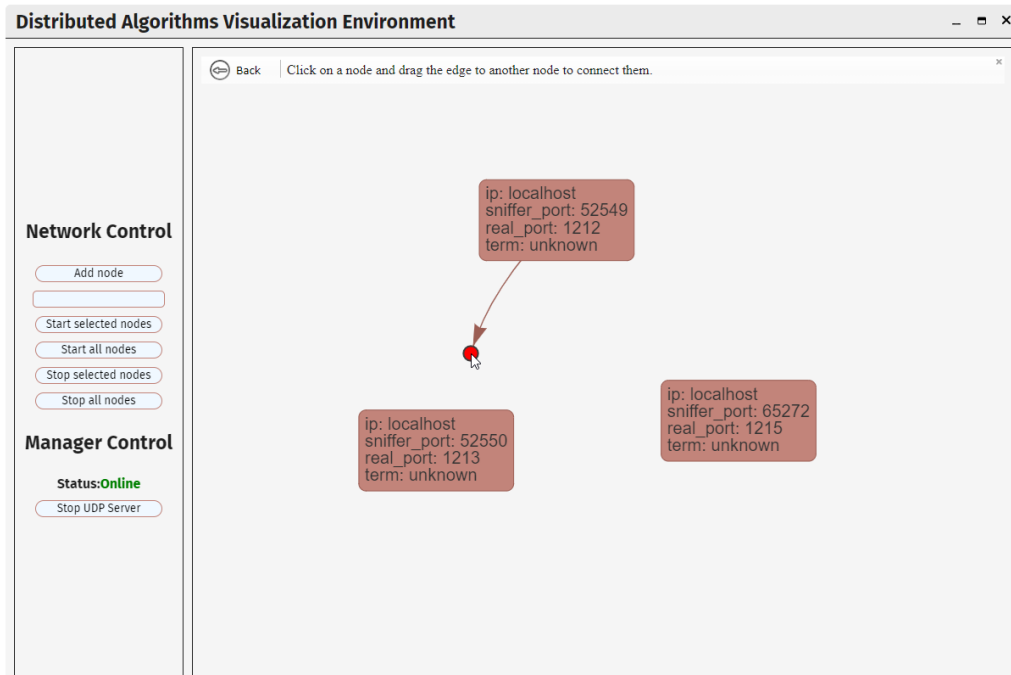 Distributed Algorithms Visualization Environment
Back
Click on a node and drag the edge to another node to connect them.
ip: localhost
sniffer_port: 52549
real_port: 1212
term: unknown
Network Control
Add node
Start selected nodes
Start all nodes
Stop selected nodes
Stop all nodes
Manager Control
Status:Online
Stop UDP Server
ip: localhost
sniffer_port: 52550
real_port: 1213
term: unknown
ip: localhost
sniffer_port: 65272
real_port: 1215
term: unknown